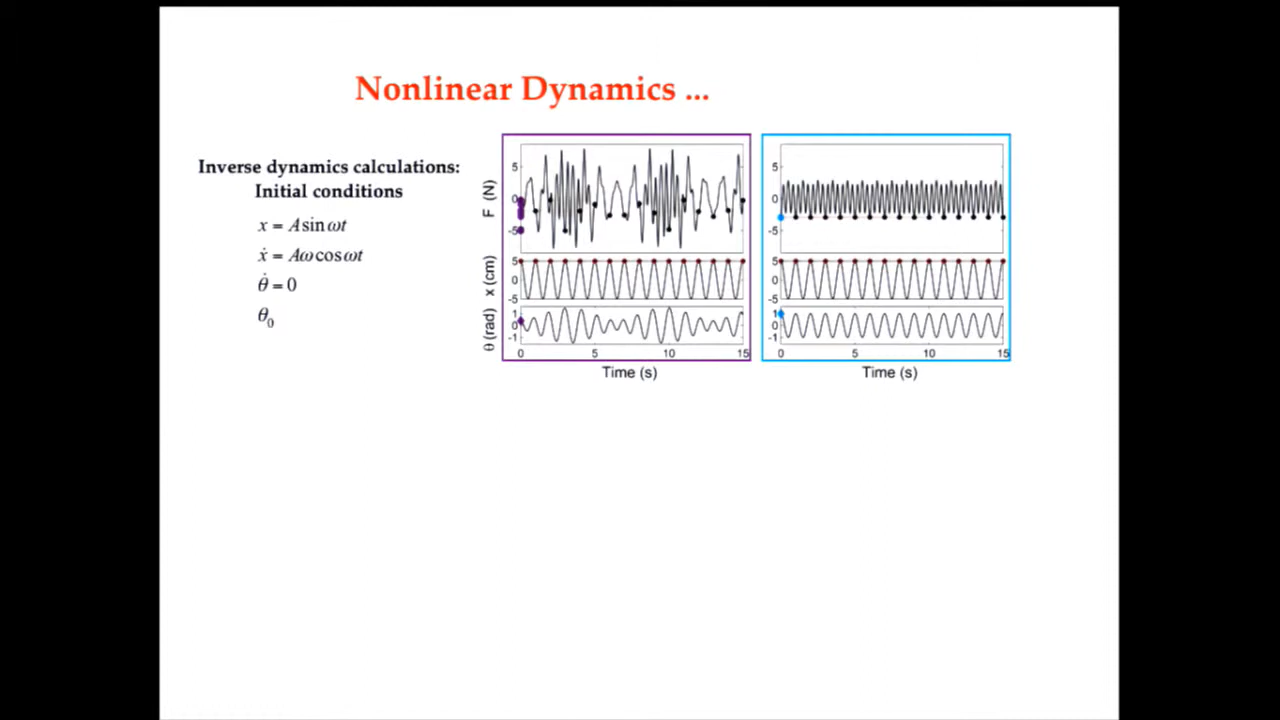 Nonlinear Dynamics ...
Inverse dynamics calculations:
Initial conditions
x = A sin ωt
ẋ = Aω cos ωt
θ̇ = 0
θ₀
F (N)
5
0
-5
x (cm)
5
0
-5
θ (rad)
1
0
-1
0 5 10 15
Time (s)
5
0
-5
5
0
-5
1
0
-1
0 5 10 15
Time (s)